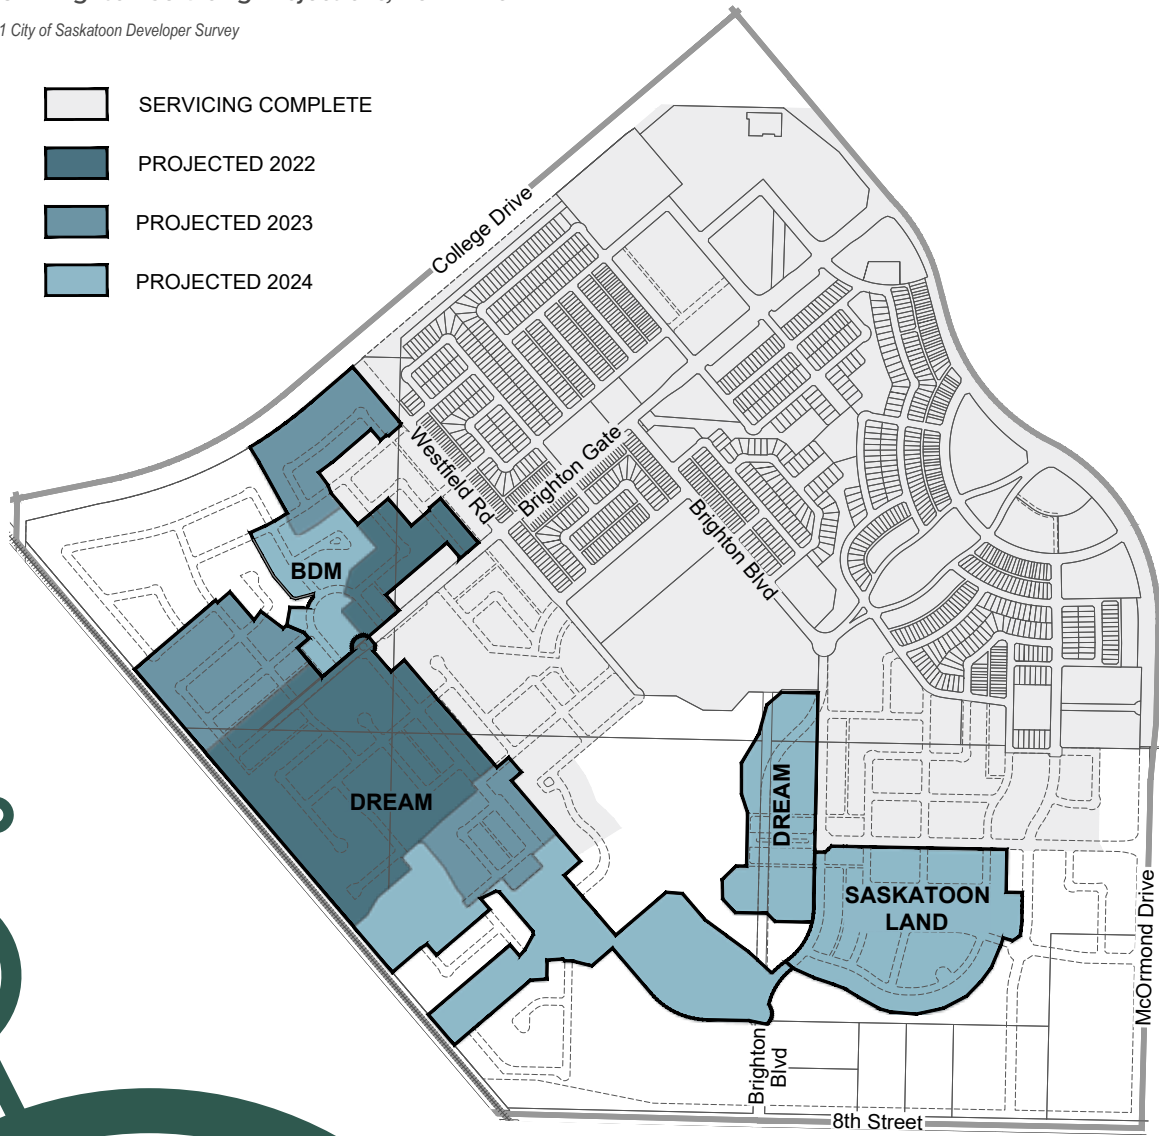 1 City of Saskatoon Developer Survey
SERVICING COMPLETE
PROJECTED 2022
PROJECTED 2023
PROJECTED 2024
College Drive
Westfield Rd
Brighton Gate
Brighton Blvd
BDM
DREAM
DREAM
SASKATOON
LAND
McOrmond Drive
Brighton
Blvd
8th Street